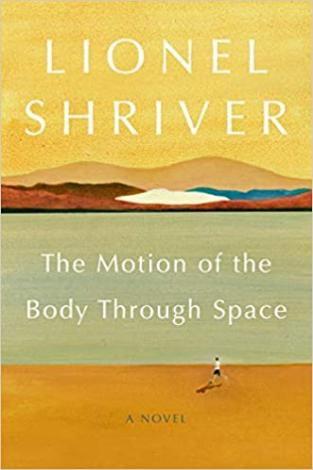 LIONEL
SHRIVER
The Motion of the
Body Through Space
A NOVEL